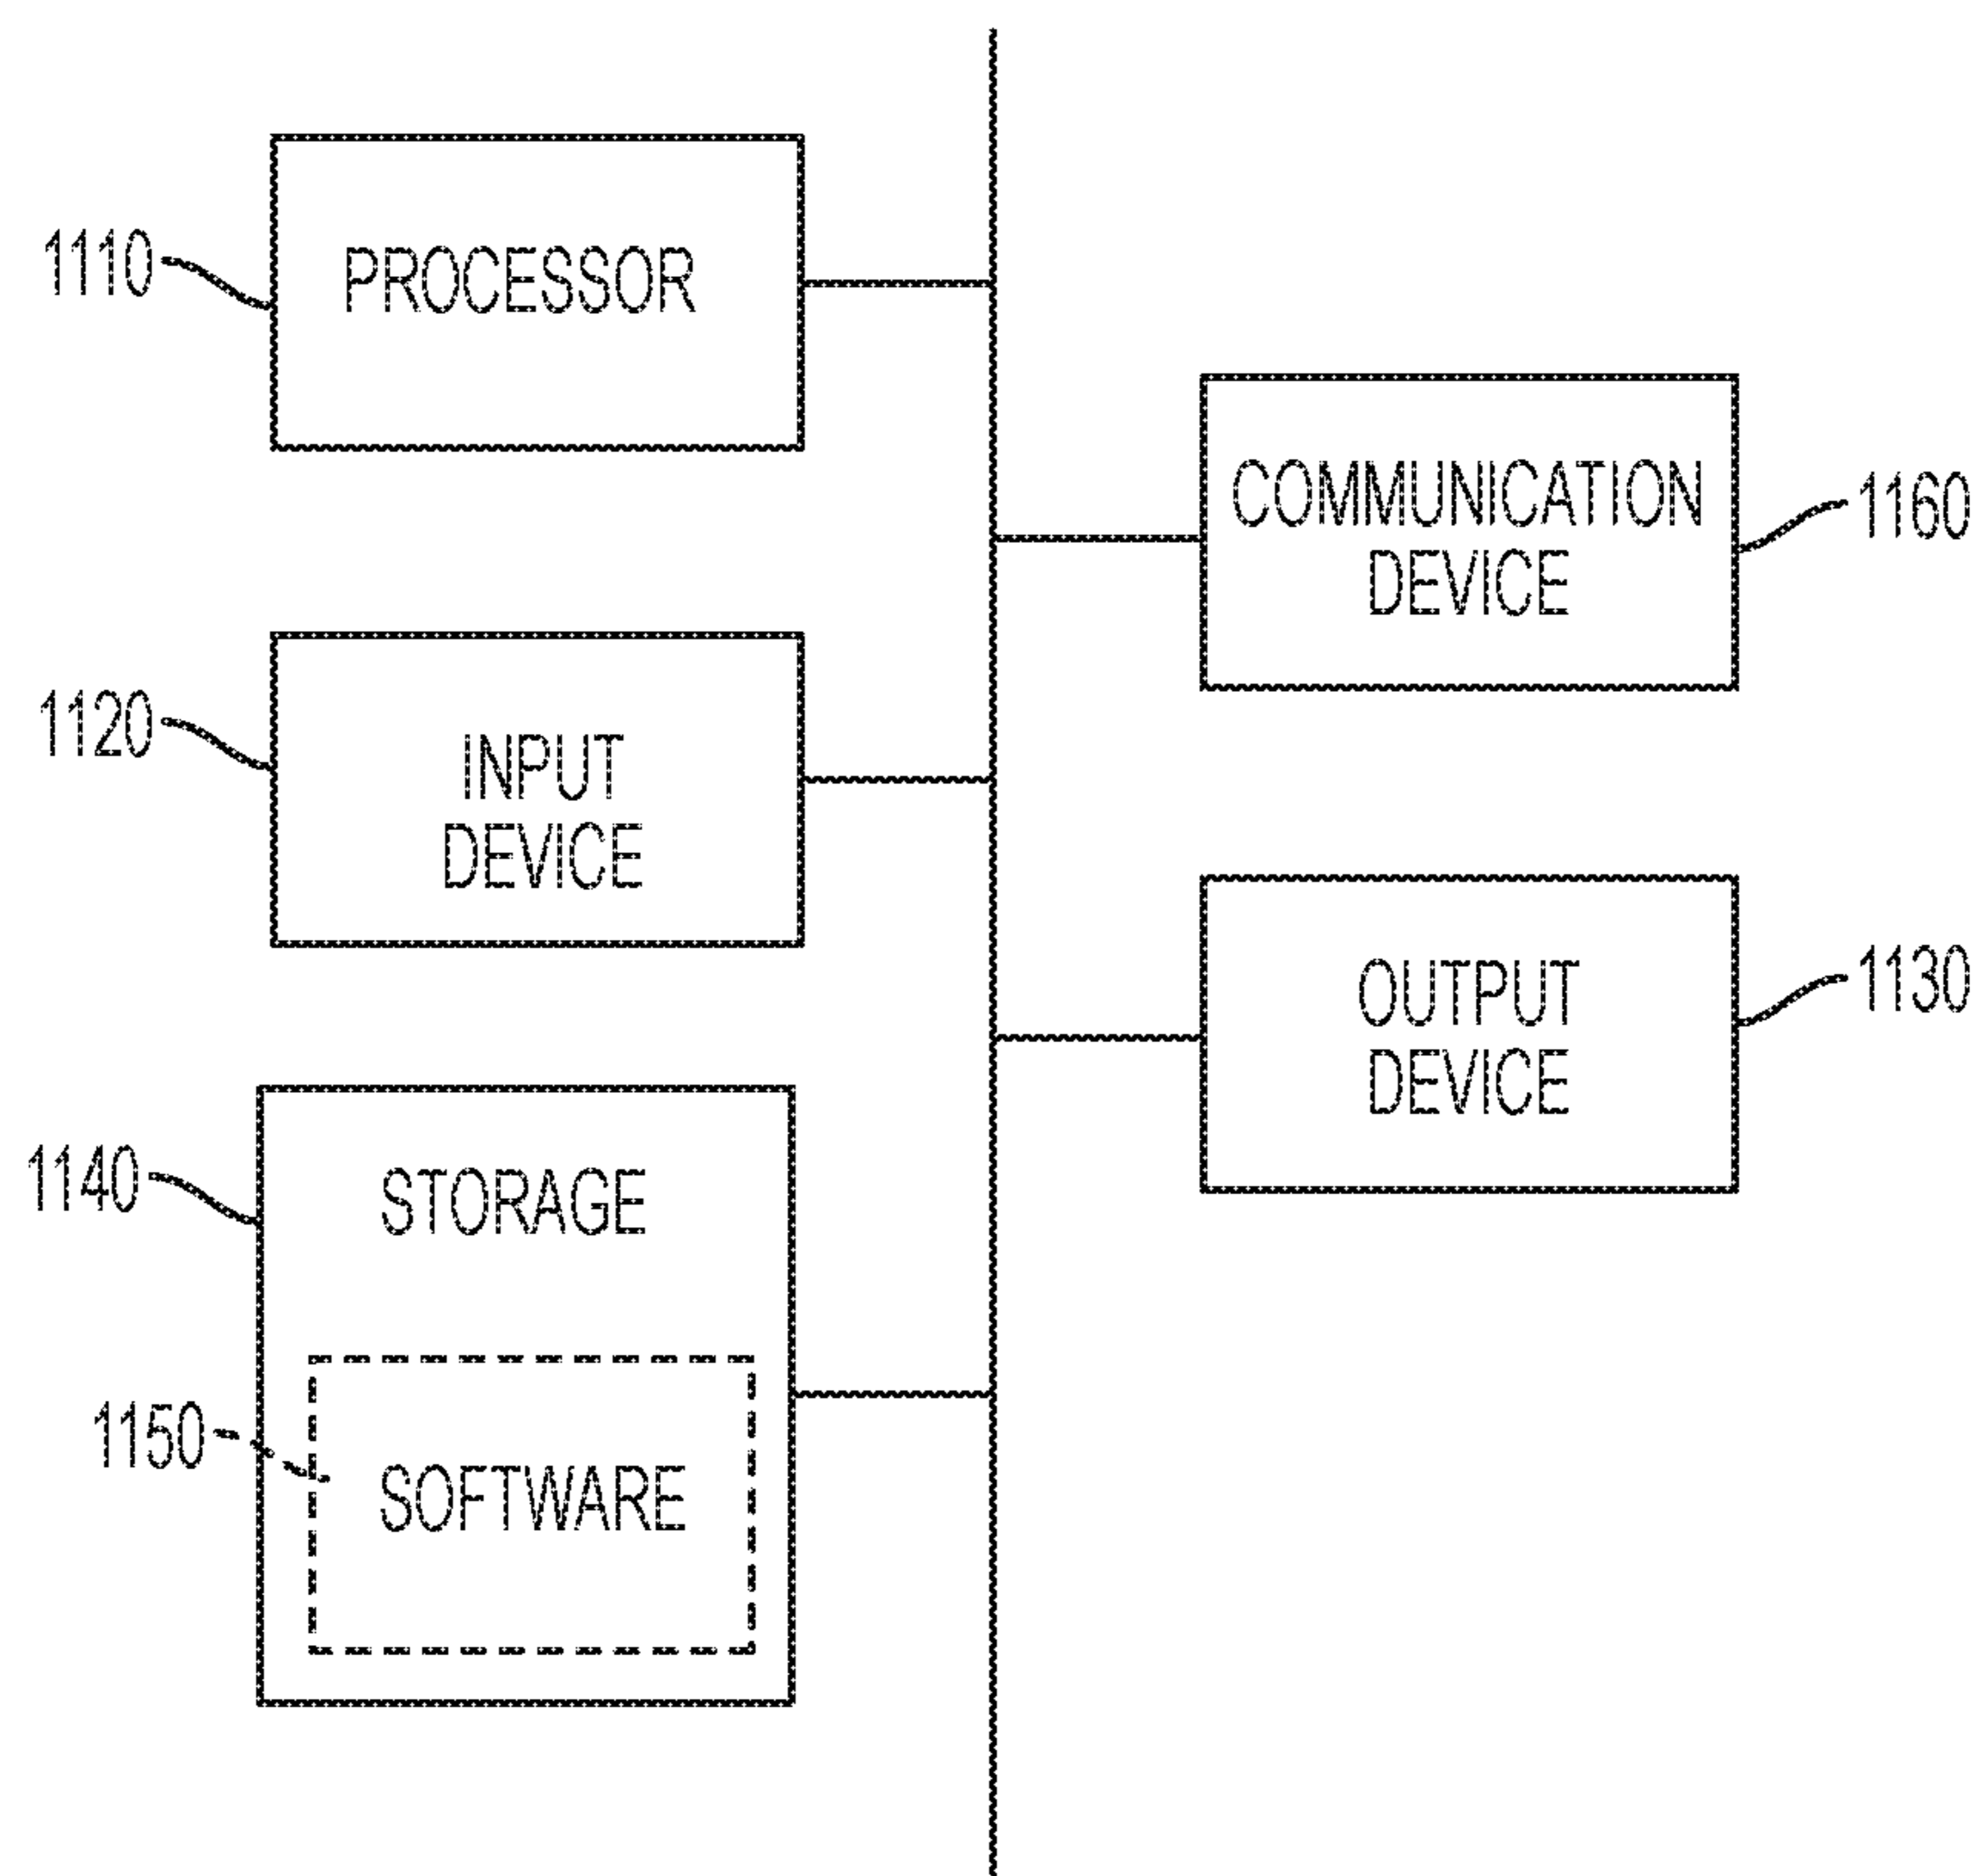 1110
PROCESSOR
COMMUNICATION
DEVICE
1160
1120
INPUT
DEVICE
OUTPUT
DEVICE
1130
1140
STORAGE
1150
SOFTWARE